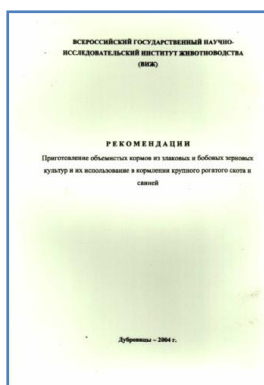 ВСЕРОССИЙСКИЙ ГОСУДАРСТВЕННЫЙ НАУЧНО-
ИССЛЕДОВАТЕЛЬСКИЙ ИНСТИТУТ ЖИВОТНОВОДСТВА
(ВИЖ)
РЕКОМЕНДАЦИИ
Приготовление объемистых кормов из злаковых и бобовых зерновых
культур и их использование в кормлении крупного рогатого скота и
свиней
Дубровицы – 2004 г.